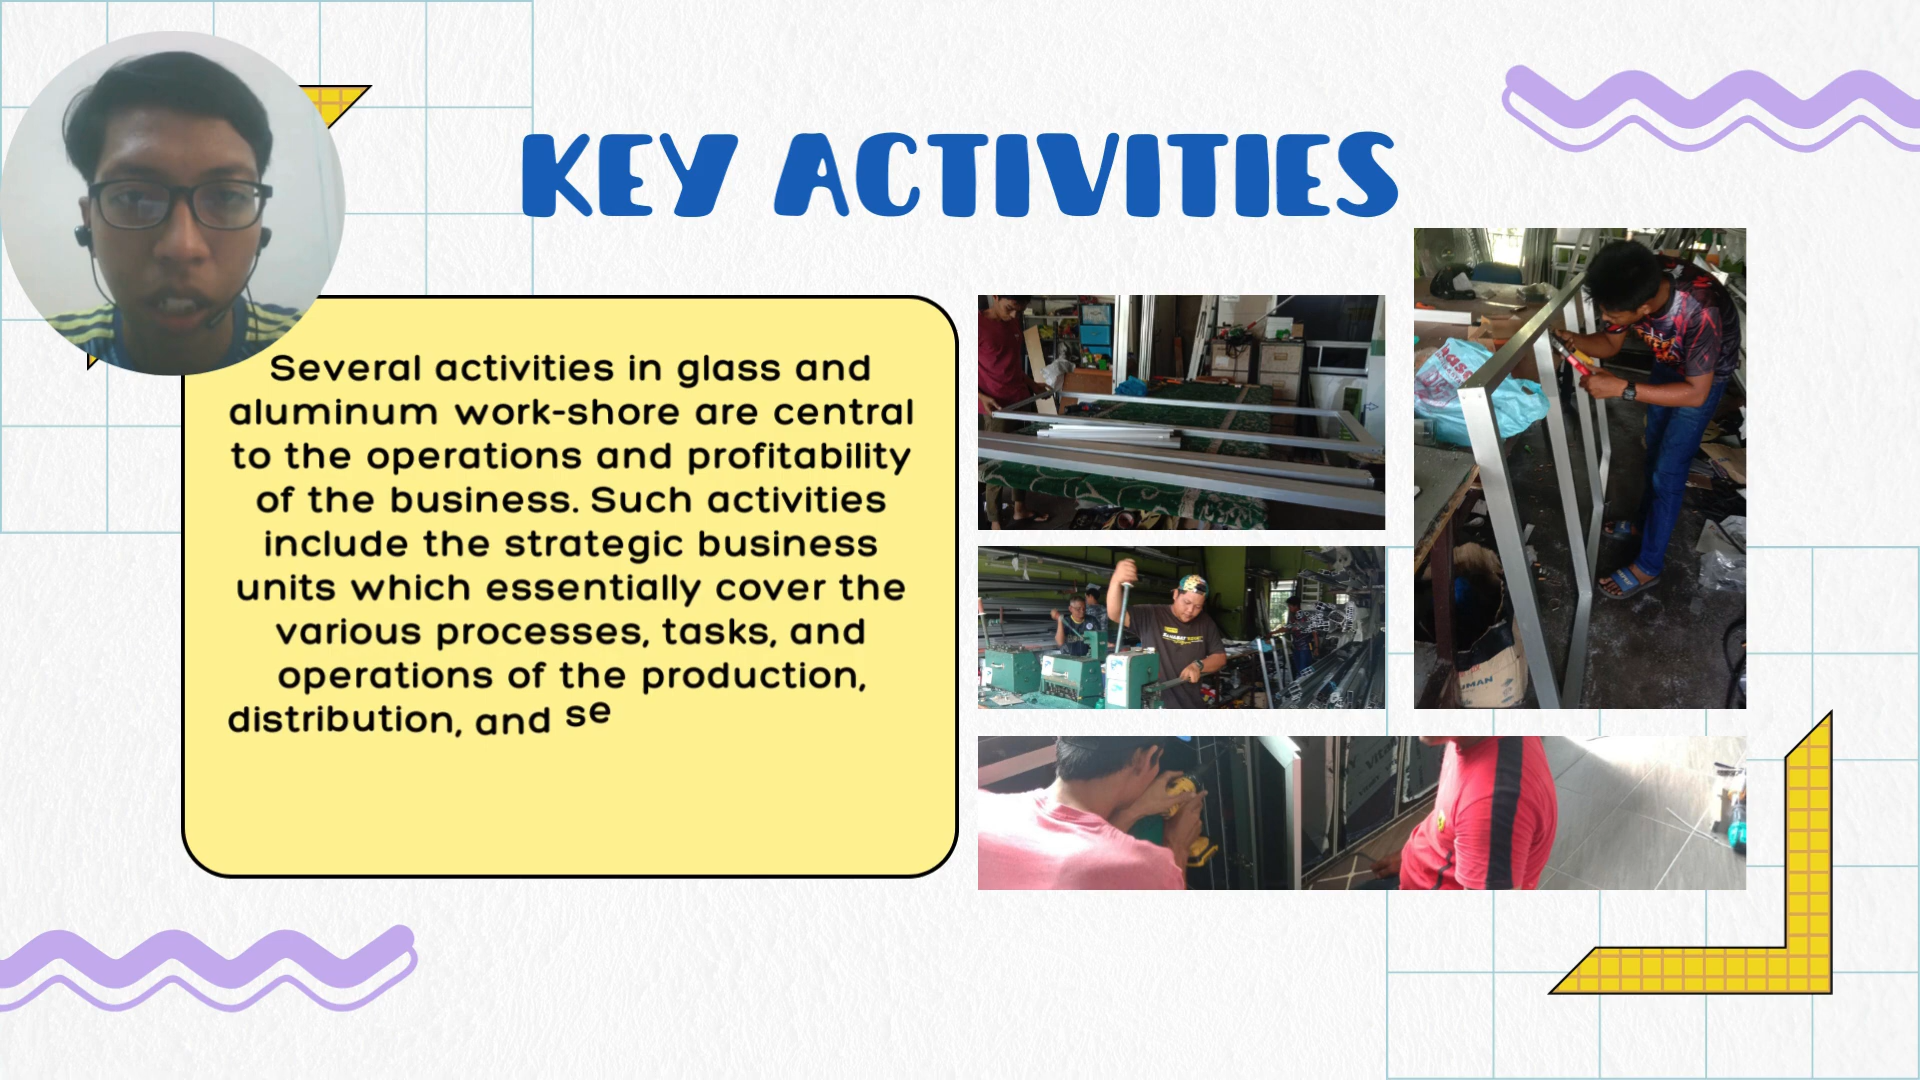 KEY ACTIVITIES
Several activities in glass and
aluminum work-shore are central
to the operations and profitability
of the business. Such activities
include the strategic business
units which essentially cover the
various processes, tasks, and
operations of the production,
distribution, and se